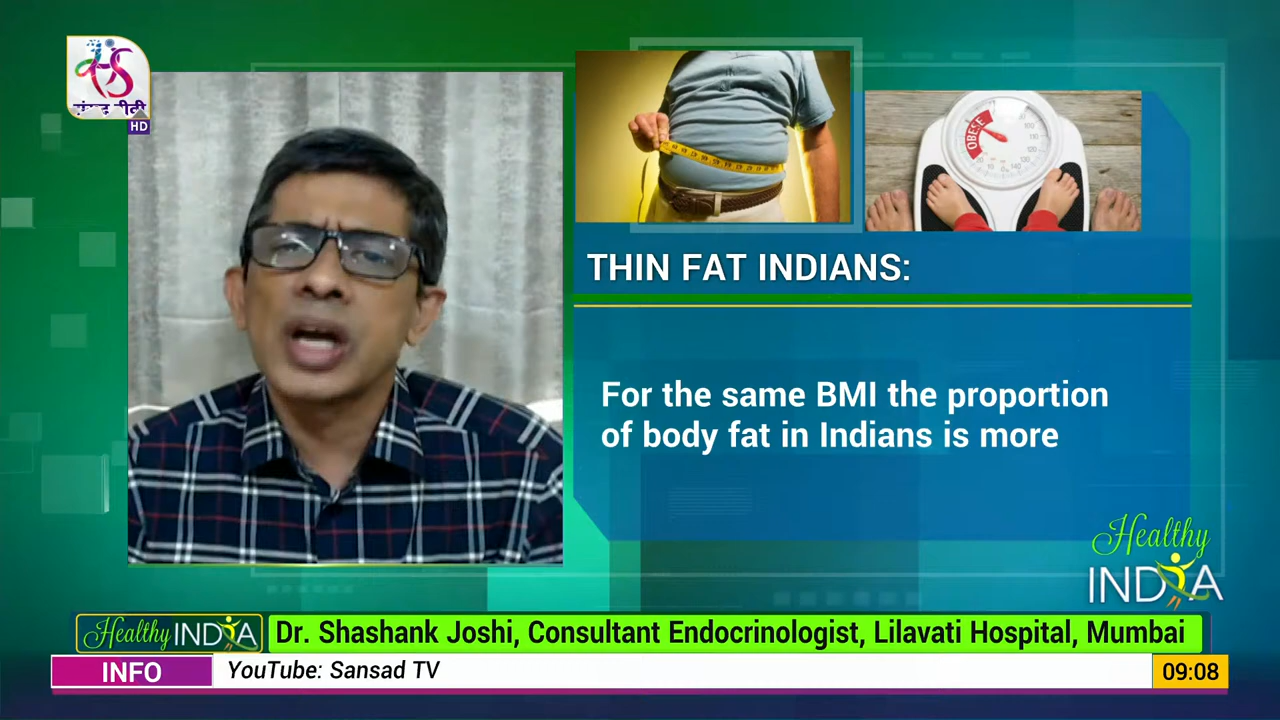 संसद टीवी
HD
OBESE
THIN FAT INDIANS:
For the same BMI the proportion
of body fat in Indians is more
Healthy
INDIA
Healthy INDIA
Dr. Shashank Joshi, Consultant Endocrinologist, Lilavati Hospital, Mumbai
INFO
YouTube: Sansad TV
09:08